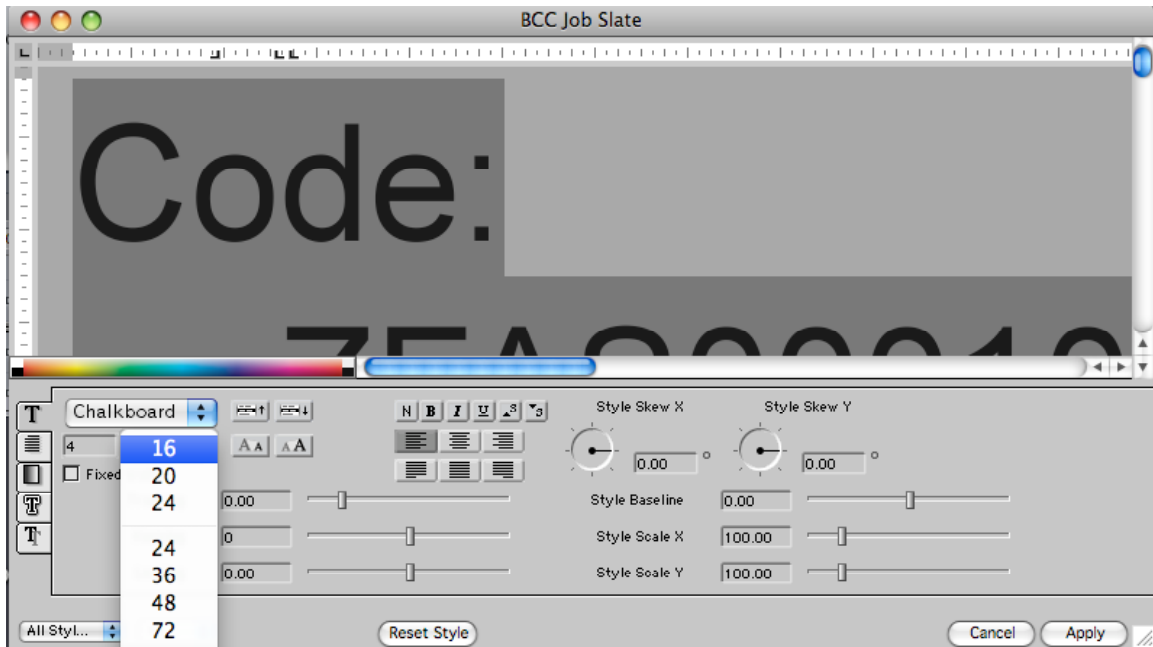 BCC Job Slate
Code:
Chalkboard
N B I U S S
Style Skew X
Style Skew Y
4
16
A A
A A
0.00 °
0.00 °
Fixed
20
24
0.00
Style Baseline
0.00
24
0
Style Scale X
100.00
36
0.00
Style Scale Y
100.00
48
All Styl...
72
Reset Style
Cancel
Apply